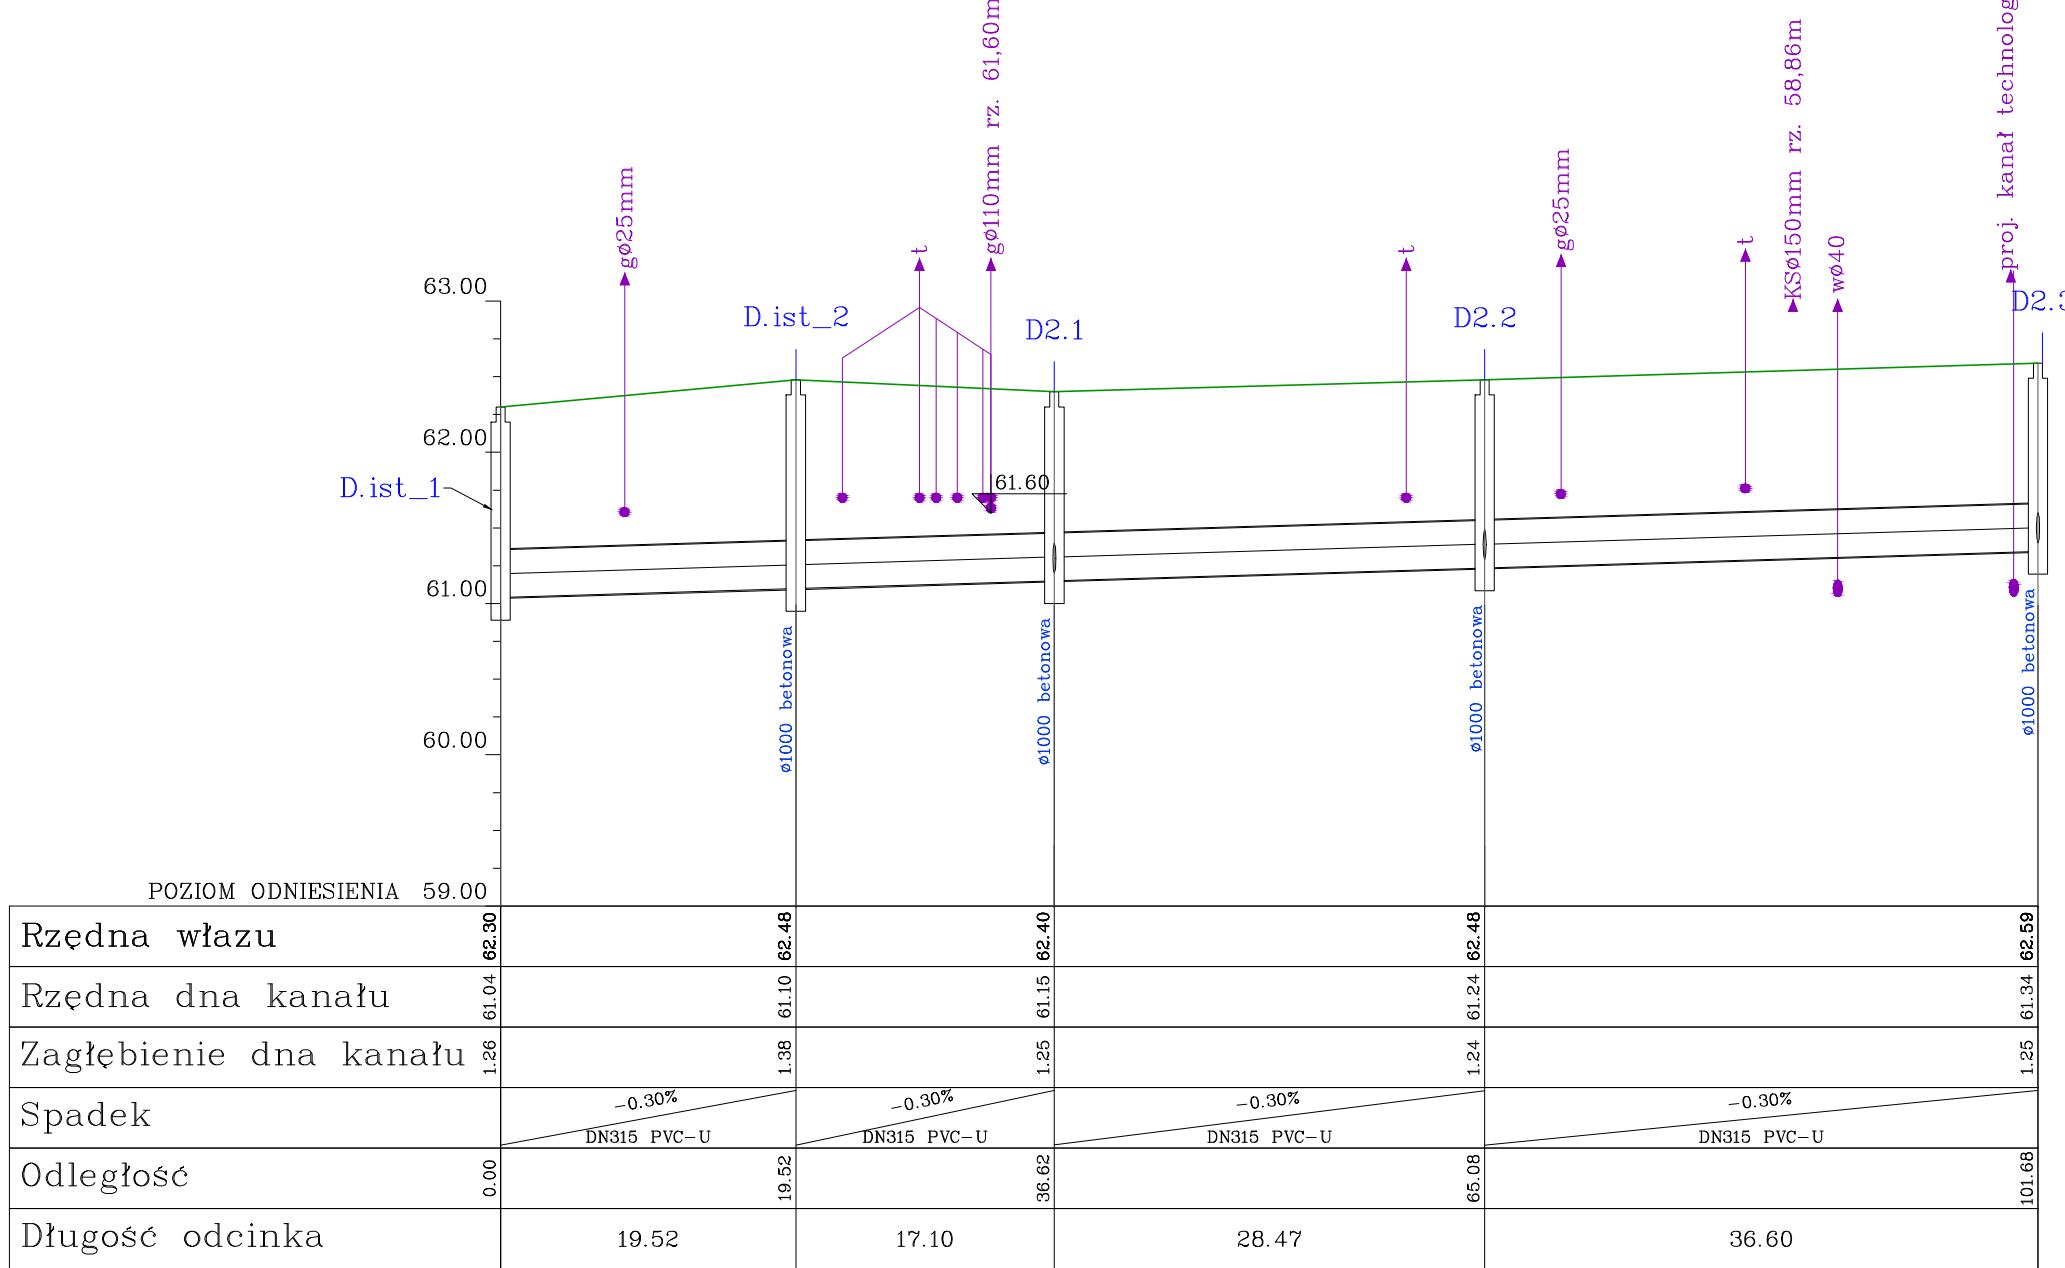 gø25mm
t
gø110mm rz. 61,60m
t
gø25mm
t
KSø150mm rz. 58,86m
wø40
proj. kanał technolog
63.00
62.00
61.00
60.00
POZIOM ODNIESIENIA 59.00
D.ist_1
D.ist_2
D2.1
D2.2
D2.3
61.60
ø1000 betonowa
ø1000 betonowa
ø1000 betonowa
ø1000 betonowa
Rzędna włazu 62.30 62.48 62.40 62.48 62.59
Rzędna dna kanału 61.04 61.10 61.15 61.24 61.34
Zagłębienie dna kanału 1.26 1.38 1.25 1.24 1.25
Spadek
-0.30% -0.30% -0.30% -0.30%
DN315 PVC-U DN315 PVC-U DN315 PVC-U DN315 PVC-U
Odległość 0.00 19.52 36.62 65.08 101.68
Długość odcinka 19.52 17.10 28.47 36.60